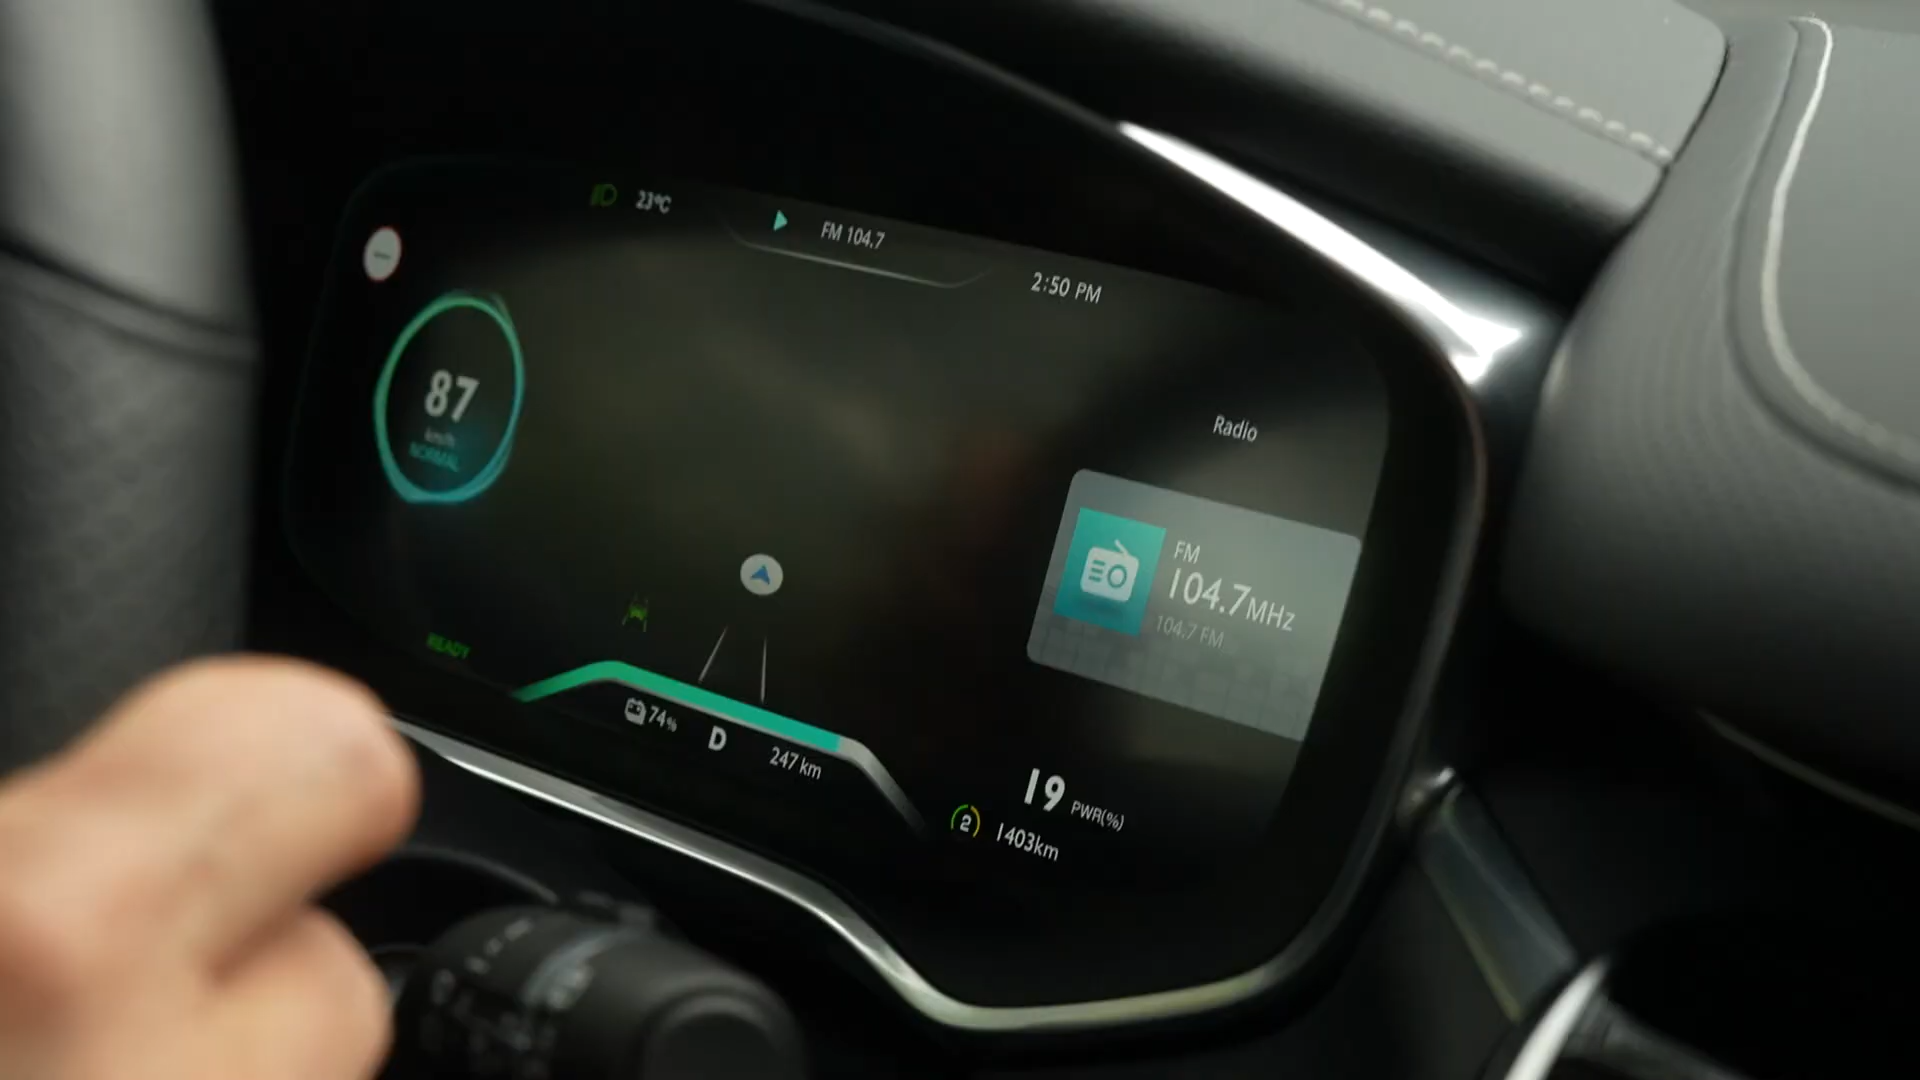 23°C
FM 104.7
2:50 PM
87
km/h
NORMAL
Radio
FM
104.7MHz
104.7 FM
READY
74%
D
247 km
19 PWR(%)
2
1403km